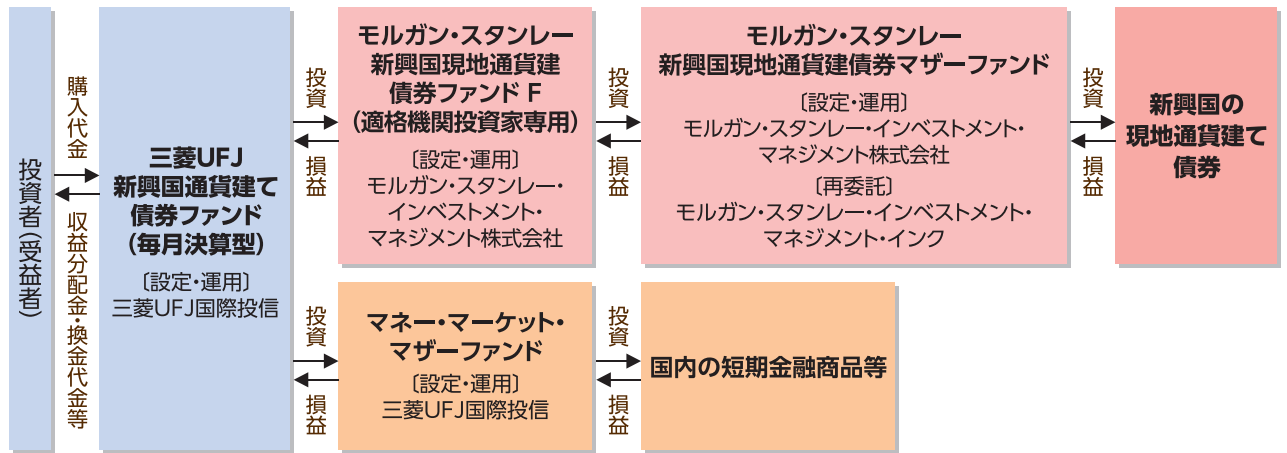 投資者(受益者)
購入代金
収益分配金・換金代金等
三菱UFJ
新興国通貨建て
債券ファンド
(毎月決算型)
〔設定・運用〕
三菱UFJ国際投信
投資
損益
モルガン・スタンレー
新興国現地通貨建
債券ファンド F
(適格機関投資家専用)
〔設定・運用〕
モルガン・スタンレー・
インベストメント・
マネジメント株式会社
投資
損益
モルガン・スタンレー
新興国現地通貨建債券マザーファンド
〔設定・運用〕
モルガン・スタンレー・インベストメント・
マネジメント株式会社
〔再委託〕
モルガン・スタンレー・インベストメント・
マネジメント・インク
投資
損益
新興国の
現地通貨建て
債券
投資
損益
マネー・マーケット・
マザーファンド
〔設定・運用〕
三菱UFJ国際投信
投資
損益
国内の短期金融商品等